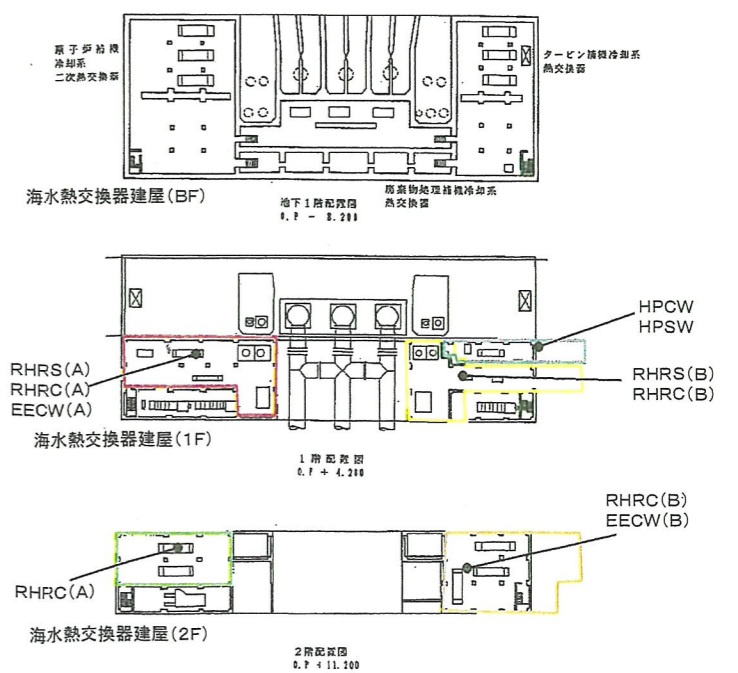 原子炉補機
冷却系
二次熱交換器
タービン補機冷却系
熱交換器
海水熱交換器建屋(BF)
地下1階配置図
O.P - 8.200
廃棄物処理補機冷却系
熱交換器
HPCW
HPSW
RHRS(A)
RHRC(A)
EECW(A)
RHRS(B)
RHRC(B)
海水熱交換器建屋(1F)
1階配置図
O.P + 4.200
RHRC(B)
EECW(B)
RHRC(A)
海水熱交換器建屋(2F)
2階配置図
O.P + 11.200